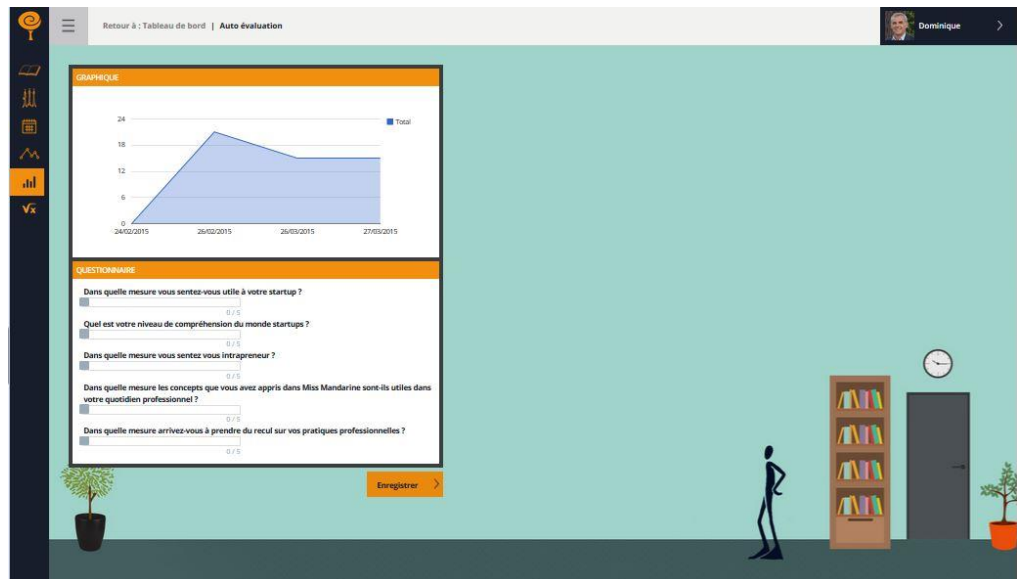 Retour à : Tableau de bord | Auto évaluation
Dominique
GRAPHIQUE
24
18
12
6
0
Total
24/02/2015 26/02/2015 26/03/2015 27/03/2015
QUESTIONNAIRE
Dans quelle mesure vous sentez-vous utile à votre startup ?
0 / 5
Quel est votre niveau de compréhension du monde startups ?
0 / 5
Dans quelle mesure vous sentez vous intrapreneur ?
0 / 5
Dans quelle mesure les concepts que vous avez appris dans Miss Mandarine sont-ils utiles dans
votre quotidien professionnel ?
0 / 5
Dans quelle mesure arrivez-vous à prendre du recul sur vos pratiques professionnelles ?
0 / 5
Enregistrer